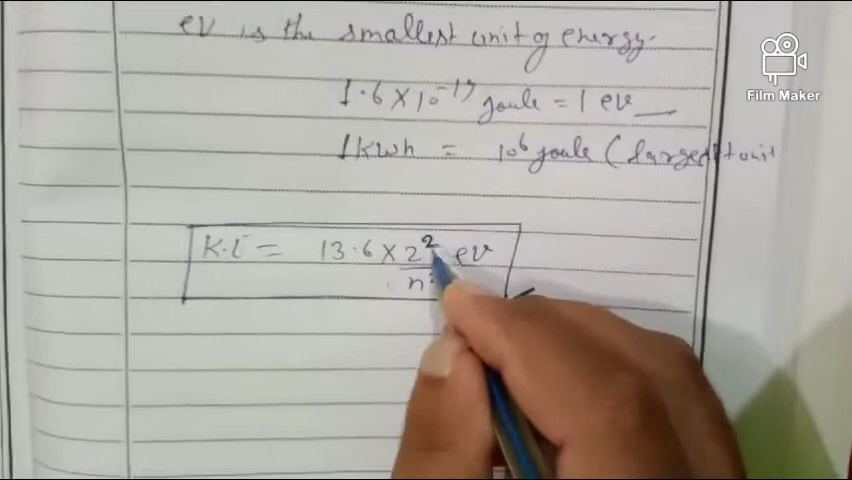 ev is the smallest unit of energy.
Film Maker
1.6 X 10⁻¹⁹ joule = 1 ev
1 KWh = 10⁶ joule ( largest unit
K.E = 13.6 X z² ev
n²